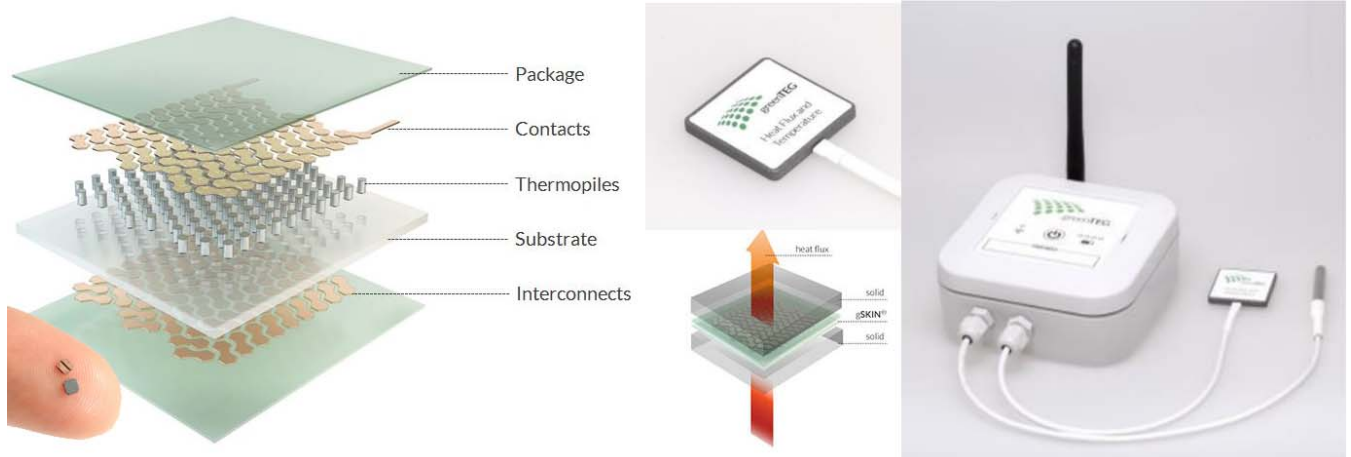 Package
Contacts
Thermopiles
Substrate
Interconnects
greenTEG
Heat Flux and
Temperature
heat flux
solid
gSKIN®
solid
greenTEG